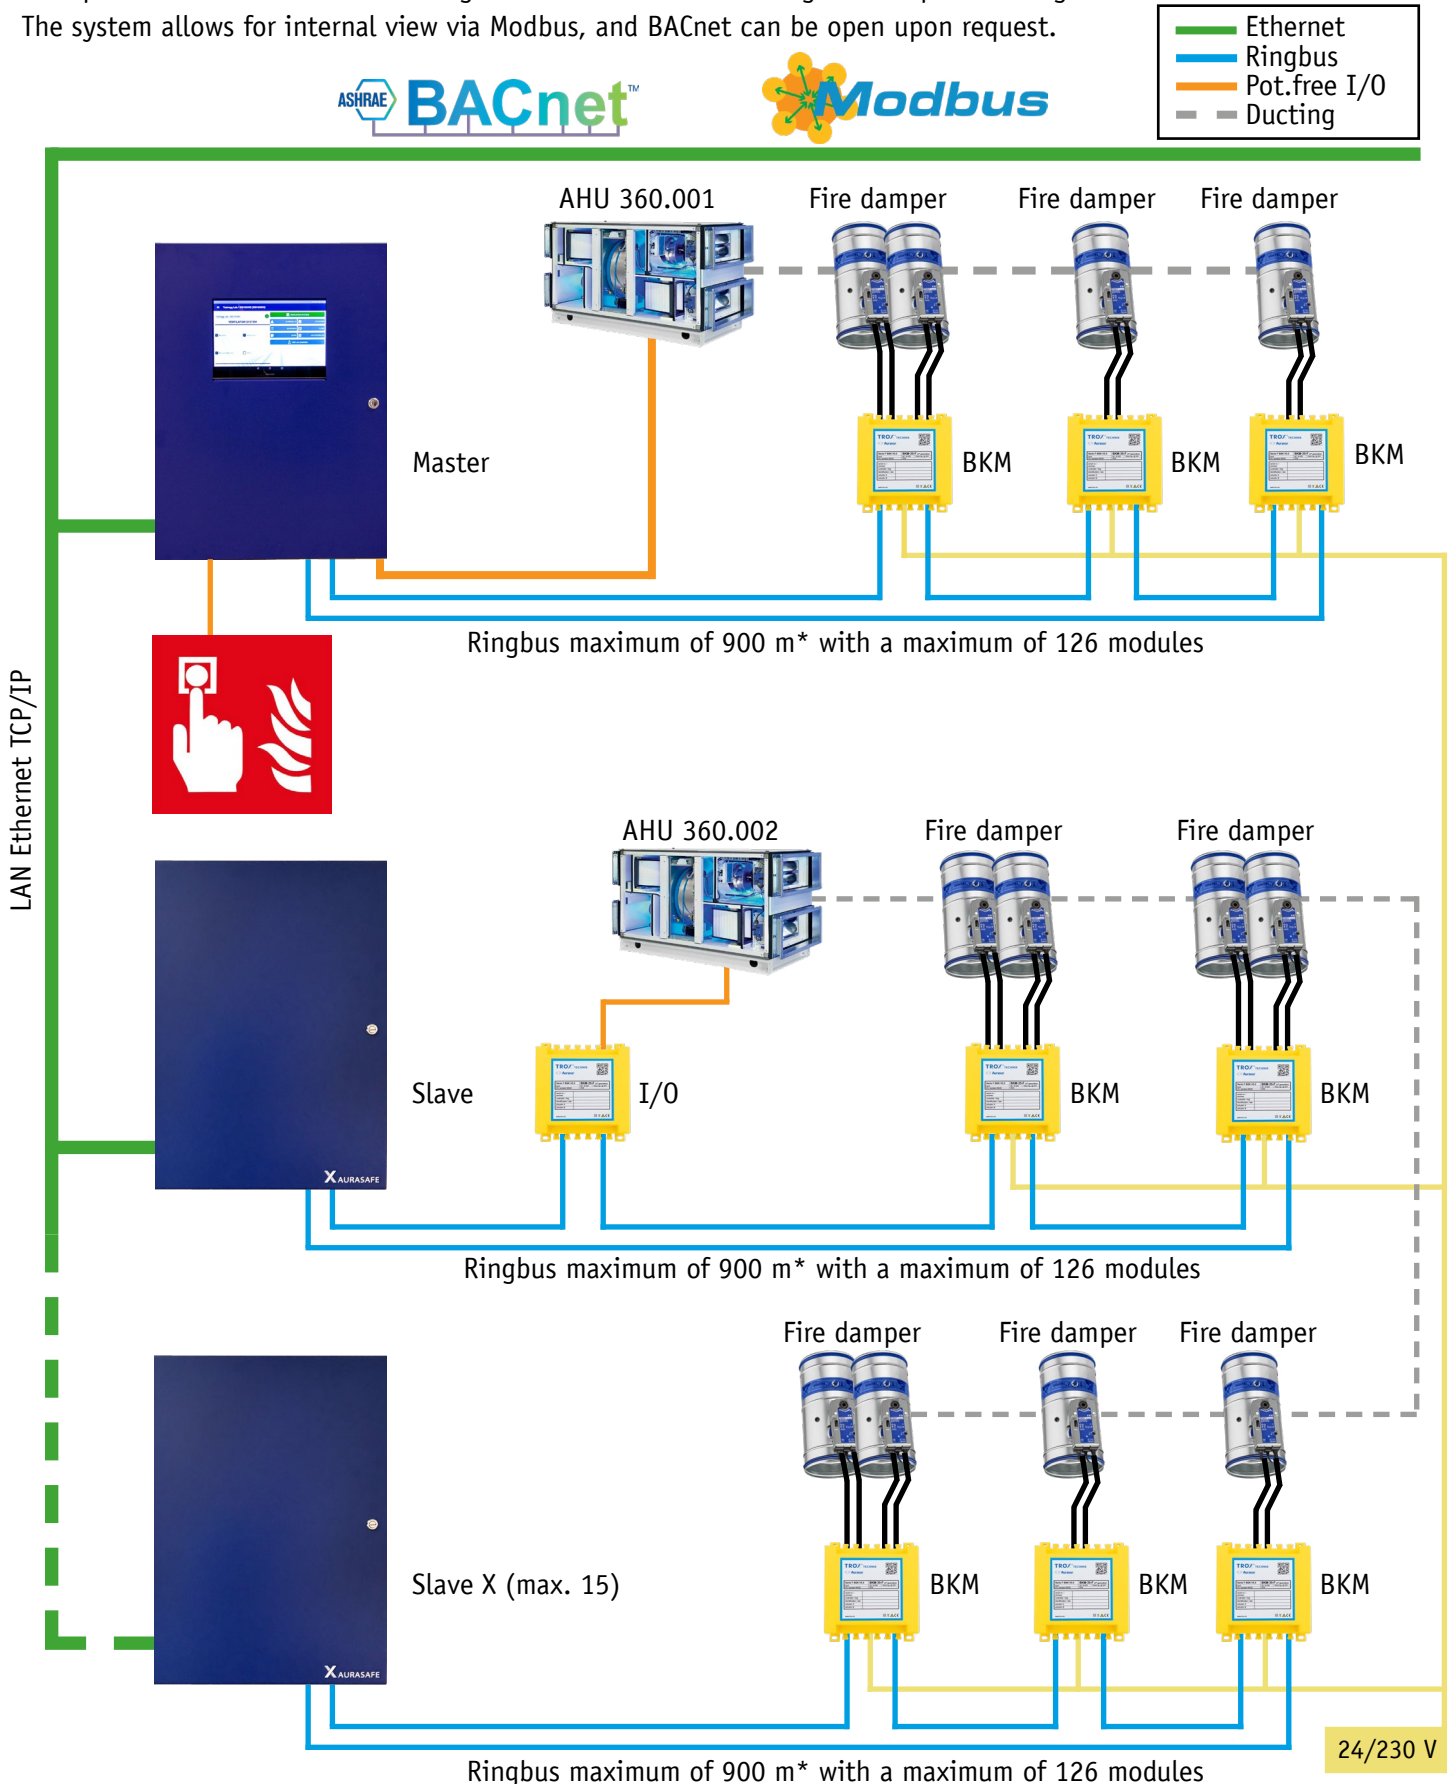 The system allows for internal view via Modbus, and BACnet can be open upon request.
Ethernet
Ringbus
Pot.free I/O
Ducting
ASHRAE BACnet™
Modbus
AHU 360.001
Fire damper
Fire damper
Fire damper
Master
BKM
BKM
BKM
Ringbus maximum of 900 m* with a maximum of 126 modules
LAN Ethernet TCP/IP
AHU 360.002
Fire damper
Fire damper
Slave
I/O
BKM
BKM
X AURASAFE
Ringbus maximum of 900 m* with a maximum of 126 modules
Fire damper
Fire damper
Fire damper
Slave X (max. 15)
BKM
BKM
BKM
X AURASAFE
24/230 V
Ringbus maximum of 900 m* with a maximum of 126 modules